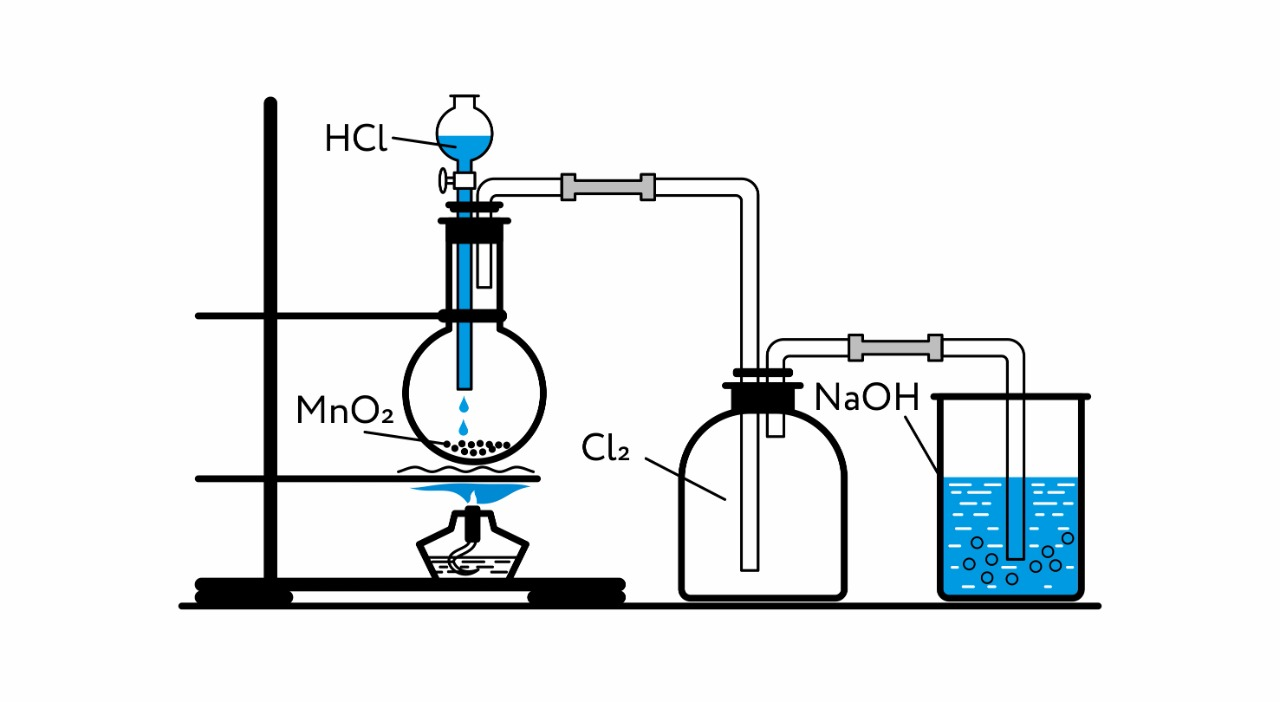 HCl
MnO₂
Cl₂
NaOH